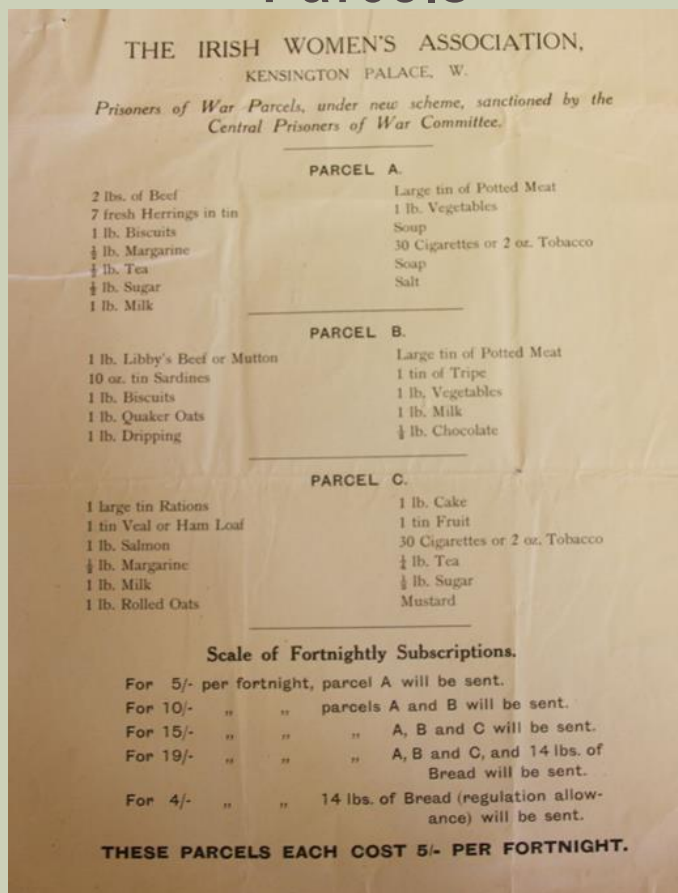 Parcels
THE IRISH WOMEN'S ASSOCIATION,
KENSINGTON PALACE, W.
Prisoners of War Parcels, under new scheme, sanctioned by the
Central Prisoners of War Committee.
PARCEL A.
2 lbs. of Beef
7 fresh Herrings in tin
1 lb. Biscuits
½ lb. Margarine
lb. Tea
½ lb. Sugar
1 lb. Milk
Large tin of Potted Meat
1 lb. Vegetables
Soup
30 Cigarettes or 2 oz. Tobacco
Soap
Salt
PARCEL B.
1 lb. Libby's Beef or Mutton
10 oz. tin Sardines
1 lb. Biscuits
1 lb. Quaker Oats
1 lb. Dripping
Large tin of Potted Meat
1 tin of Tripe
1 lb. Vegetables
1 lb. Milk
½ lb. Chocolate
PARCEL C.
1 large tin Rations
1 tin Veal or Ham Loaf
1 lb. Salmon
½ lb. Margarine
1 lb. Milk
1 lb. Rolled Oats
1 lb. Cake
1 tin Fruit
30 Cigarettes or 2 oz. Tobacco
lb. Tea
½ lb. Sugar
Mustard
Scale of Fortnightly Subscriptions.
For 5/- per fortnight, parcel A will be sent.
For 10/- „ „ parcels A and B will be sent.
For 15/- „ „ „ A, B and C will be sent.
For 19/- „ „ „ A, B and C, and 14 lbs. of
Bread will be sent.
For 4/- „ „ 14 lbs. of Bread (regulation allow-
ance) will be sent.
THESE PARCELS EACH COST 5/- PER FORTNIGHT.